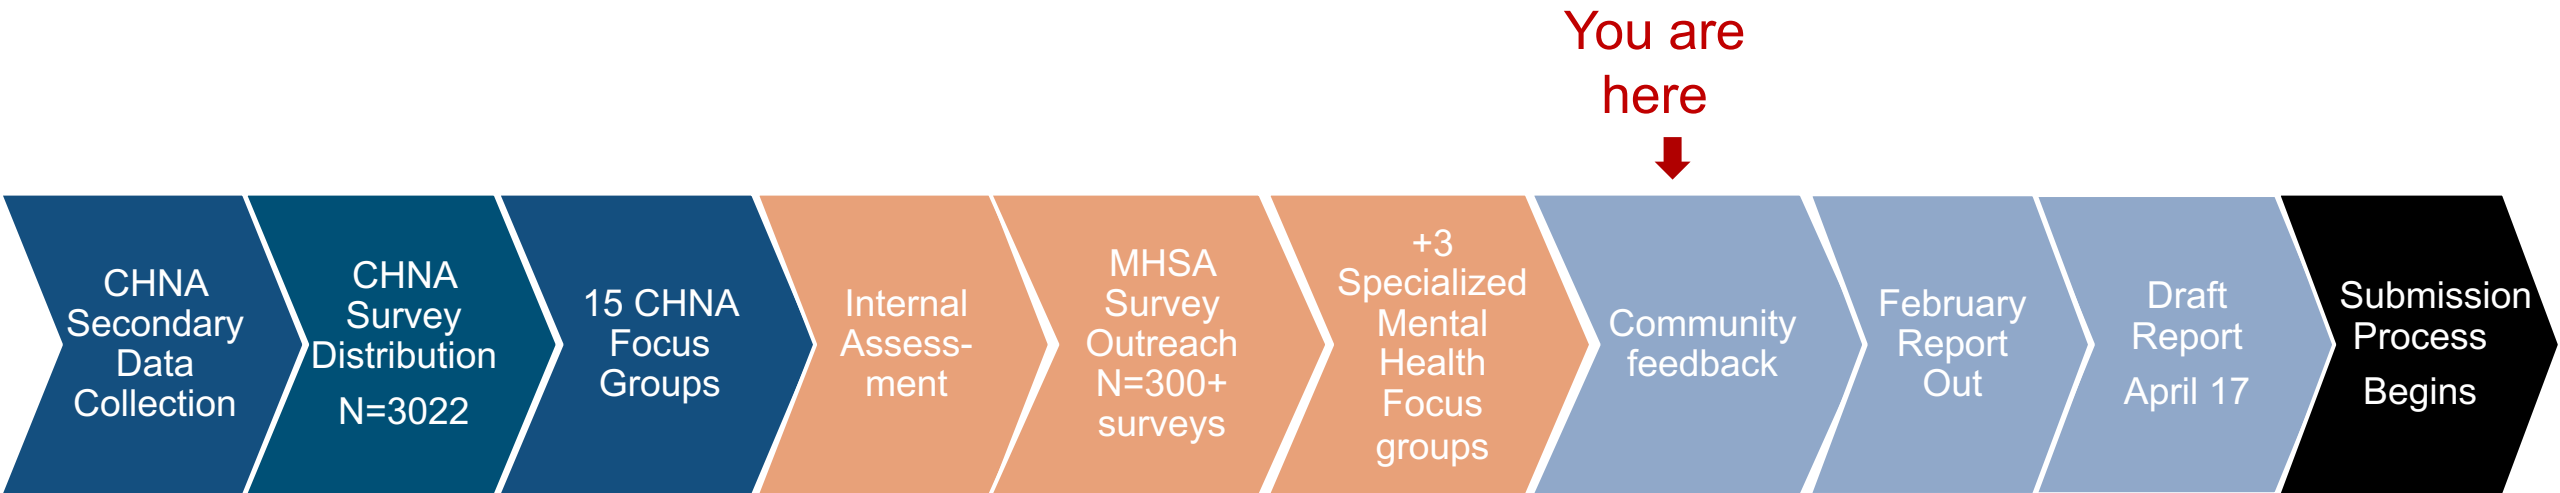 You are
here
CHNA
Secondary
Data
Collection
CHNA
Survey
Distribution
N=3022
15 CHNA
Focus
Groups
Internal
Assess-
ment
MHSA
Survey
Outreach
N=300+
surveys
+3
Specialized
Mental
Health
Focus
groups
Community
feedback
February
Report
Out
Draft
Report
April 17
Submission
Process
Begins